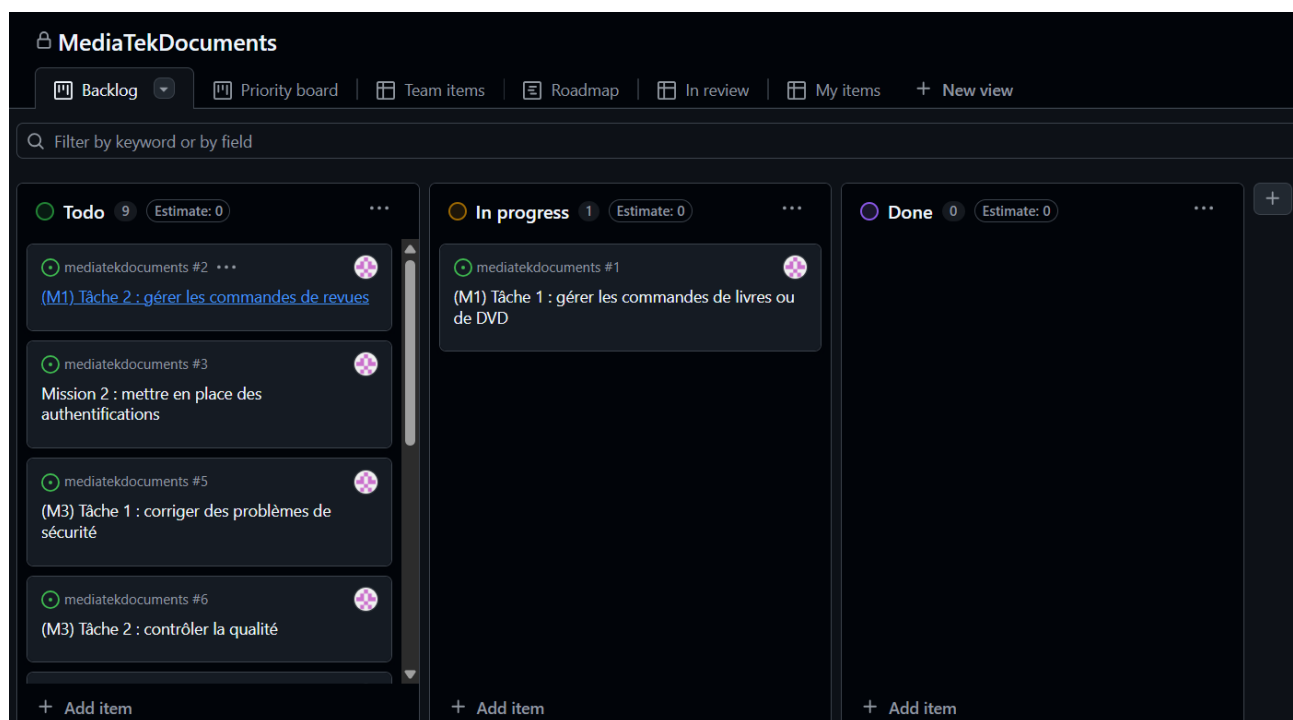 MediaTekDocuments
Backlog
Priority board
Team items
Roadmap
In review
My items
+ New view
Filter by keyword or by field
Todo 9 Estimate: 0 ...
mediatekdocuments #2 ...
(M1) Tâche 2 : gérer les commandes de revues
mediatekdocuments #3
Mission 2 : mettre en place des
authentifications
mediatekdocuments #5
(M3) Tâche 1 : corriger des problèmes de
sécurité
mediatekdocuments #6
(M3) Tâche 2 : contrôler la qualité
+ Add item
In progress 1 Estimate: 0 ...
mediatekdocuments #1
(M1) Tâche 1 : gérer les commandes de livres ou
de DVD
+ Add item
Done 0 Estimate: 0 ...
+ Add item
+